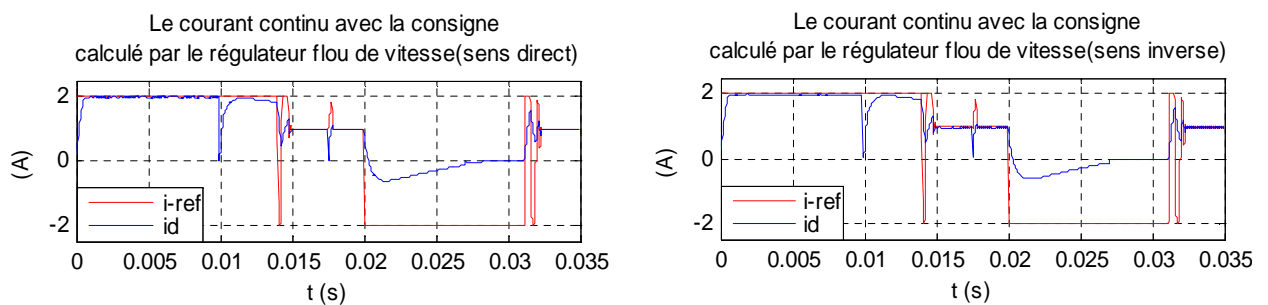 Le courant continu avec la consigne
calculé par le régulateur flou de vitesse(sens direct)
2
0
-2
(A)
i-ref
id
0
0.005
0.01
0.015
0.02
0.025
0.03
0.035
t (s)
Le courant continu avec la consigne
calculé par le régulateur flou de vitesse(sens inverse)
2
0
-2
(A)
i-ref
id
0
0.005
0.01
0.015
0.02
0.025
0.03
0.035
t (s)